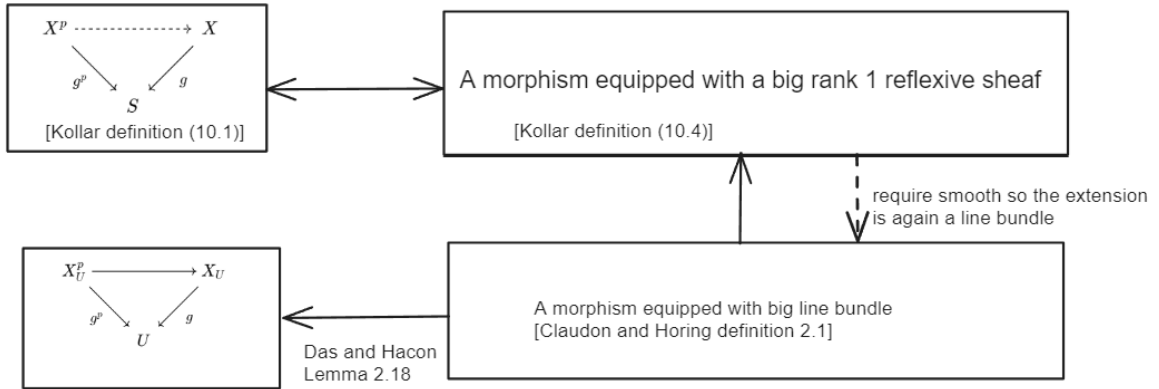 X^p X
g^p g
S
[Kollar definition (10.1)]
A morphism equipped with a big rank 1 reflexive sheaf
[Kollar definition (10.4)]
require smooth so the extension
is again a line bundle
X_U^p X_U
g^p g
U
Das and Hacon
Lemma 2.18
A morphism equipped with big line bundle
[Claudon and Horing definition 2.1]